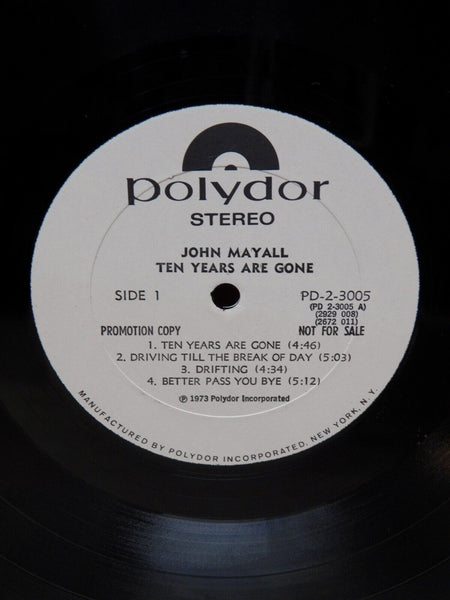 polydor
STEREO
JOHN MAYALL
TEN YEARS ARE GONE
SIDE 1 PD-2-3005
(PD 2-3005 A)
(2929 008)
(2672 011)
PROMOTION COPY NOT FOR SALE
1. TEN YEARS ARE GONE (4:46)
2. DRIVING TILL THE BREAK OF DAY (5:03)
3. DRIFTING (4:34)
4. BETTER PASS YOU BYE (5:12)
℗ 1973 Polydor Incorporated
MANUFACTURED BY POLYDOR INCORPORATED, NEW YORK, N.Y.